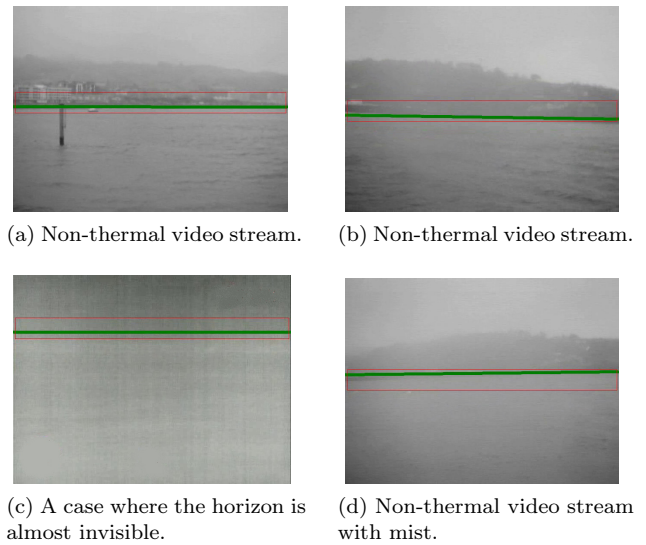 (a) Non-thermal video stream.
(b) Non-thermal video stream.
(c) A case where the horizon is
almost invisible.
(d) Non-thermal video stream
with mist.